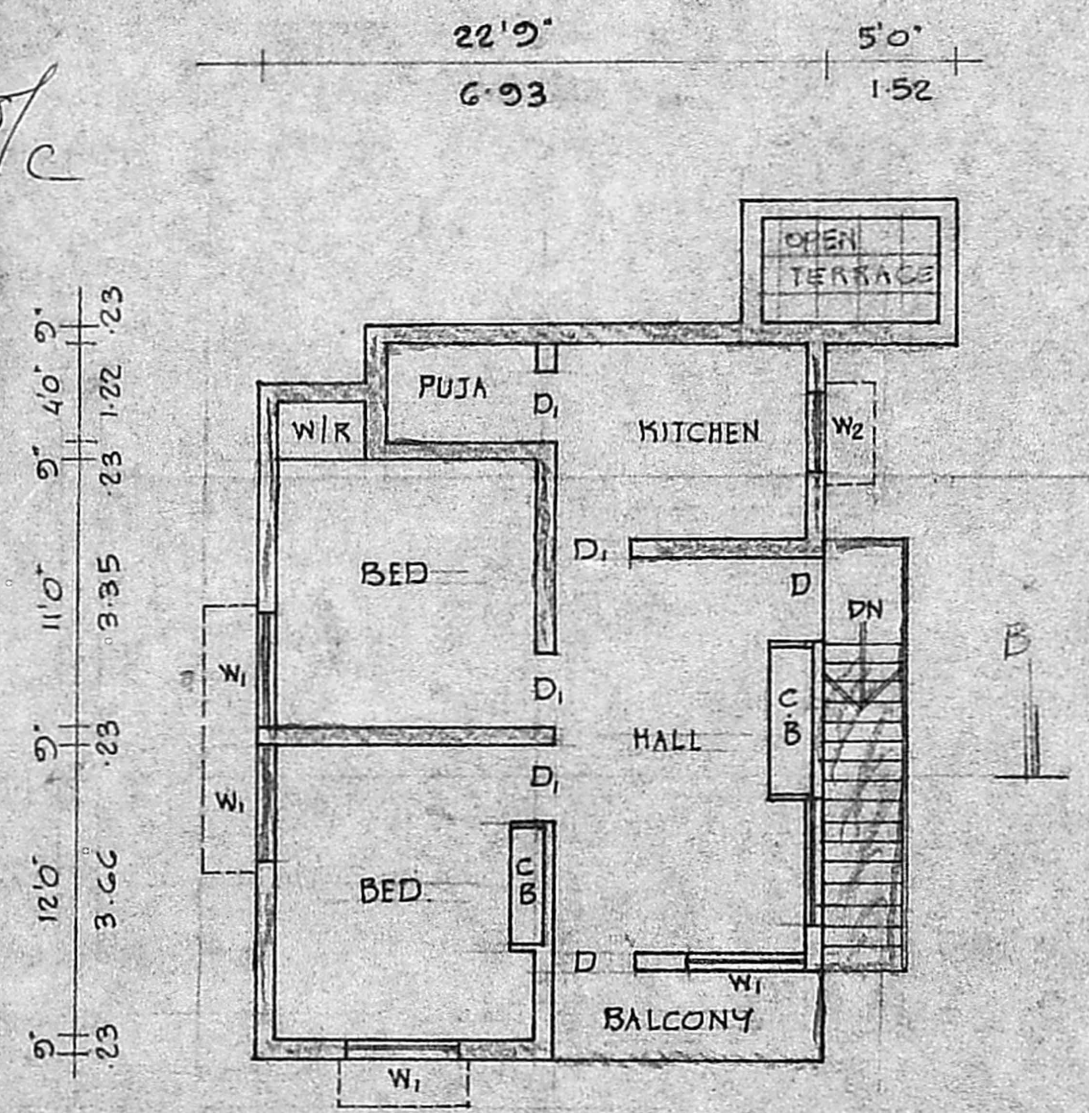 22'9"
5'0"
6.93
1.52
C
OPEN
TERRACE
9"
.23
4'0"
1.22
9"
.23
PUJA
D1
W/R
KITCHEN
W2
11'0"
3.35
BED
D1
D
DN
B
W1
D1
CB
HALL
9"
.23
D1
W1
12'0"
3.66
BED
CB
D
W1
BALCONY
9"
.23
W1